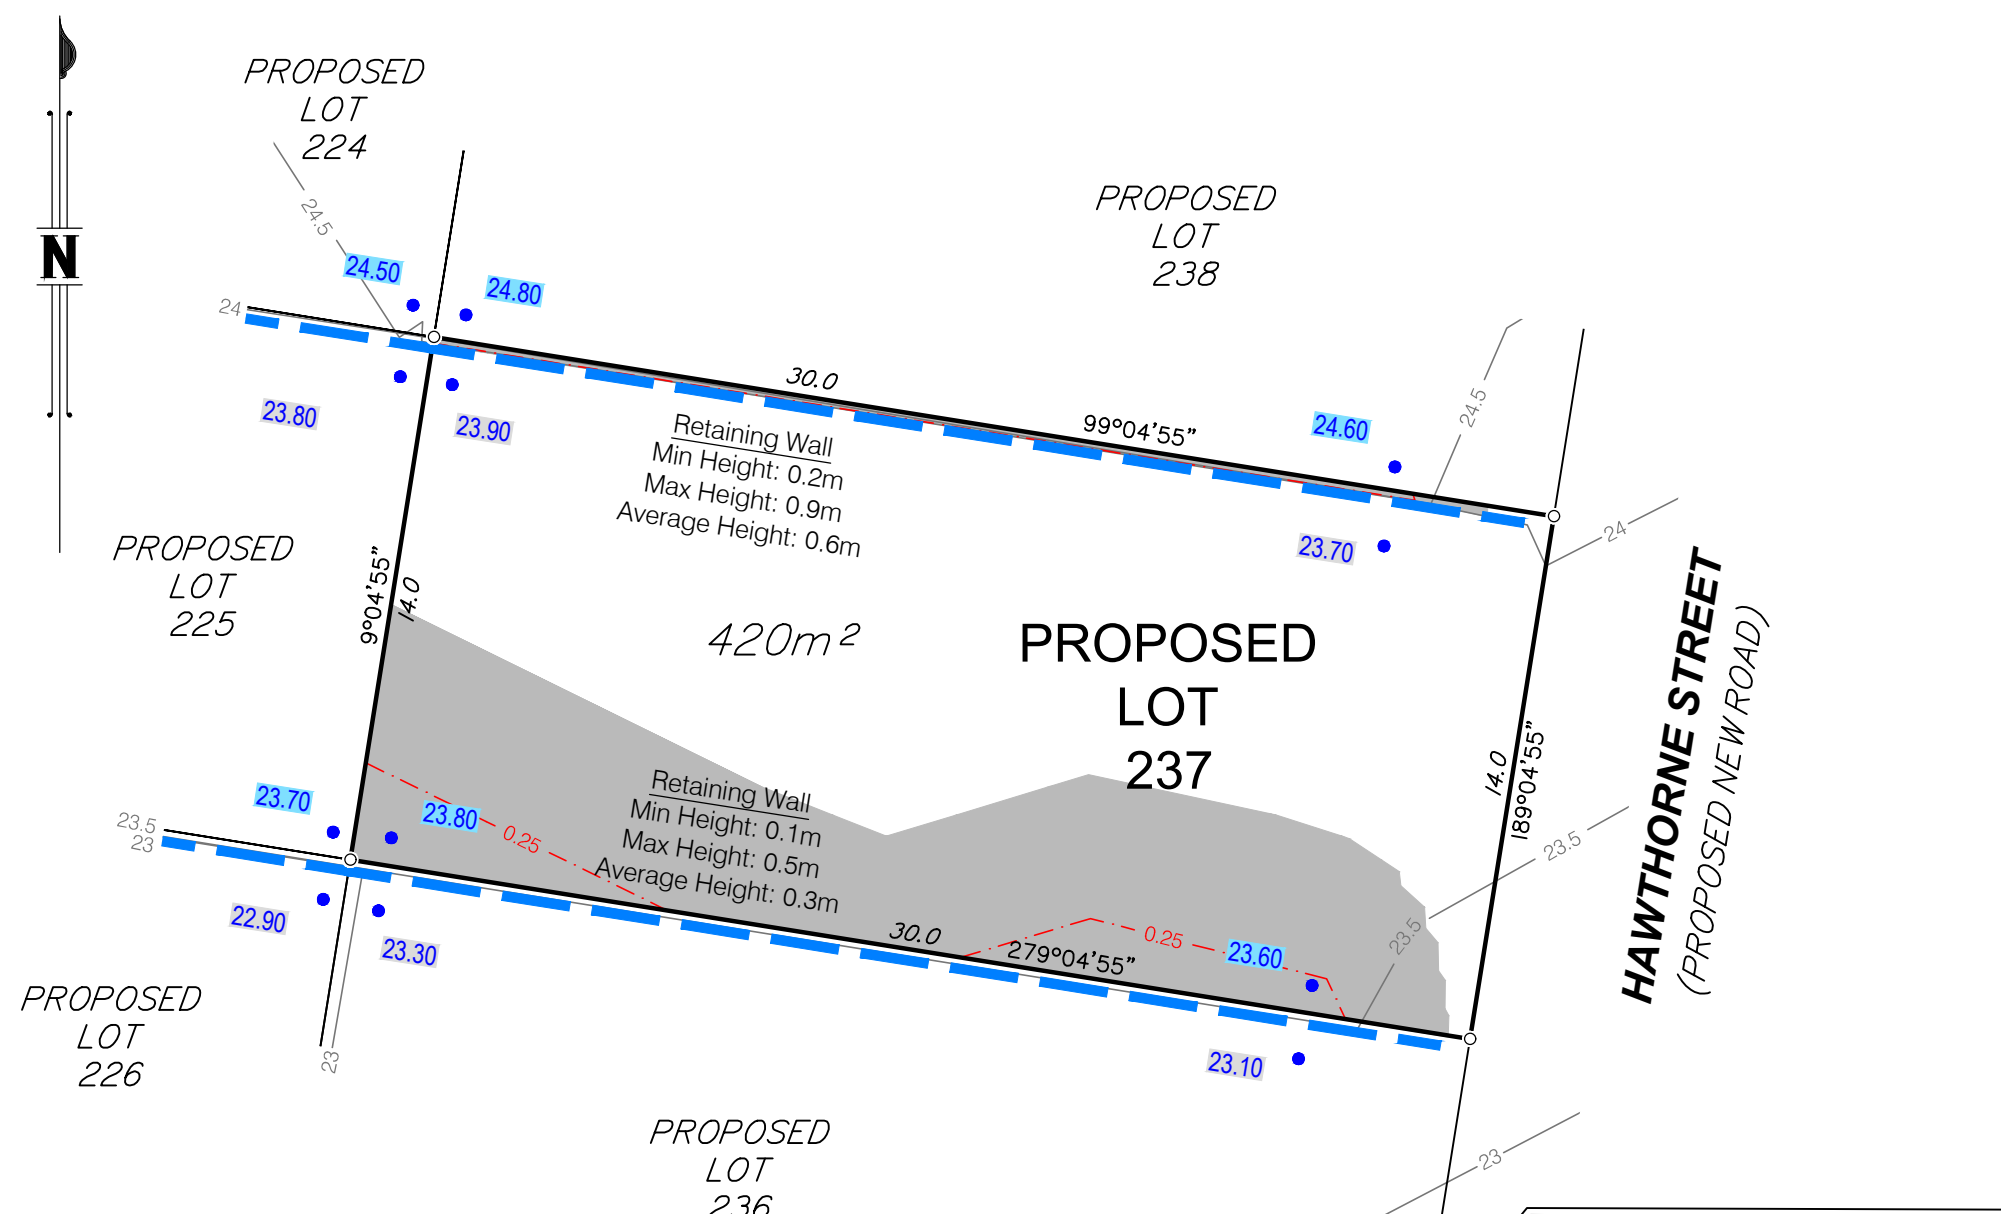 PROPOSED
LOT
224
24.5
N
PROPOSED
LOT
238
24.50
24.80
24
23.80
23.90
30.0
99°04'55"
24.60
24.5
24
23.70
Retaining Wall
Min Height: 0.2m
Max Height: 0.9m
Average Height: 0.6m
PROPOSED
LOT
225
9°04'55"
14.0
420m²
PROPOSED
LOT
237
14.0
189°04'55"
HAWTHORNE STREET
(PROPOSED NEW ROAD)
23.70
23.80
23.5
23
0.25
Retaining Wall
Min Height: 0.1m
Max Height: 0.5m
Average Height: 0.3m
23.5
23.5
22.90
23.30
30.0
279°04'55"
0.25
23.60
23.10
PROPOSED
LOT
226
23
PROPOSED
LOT
236
23